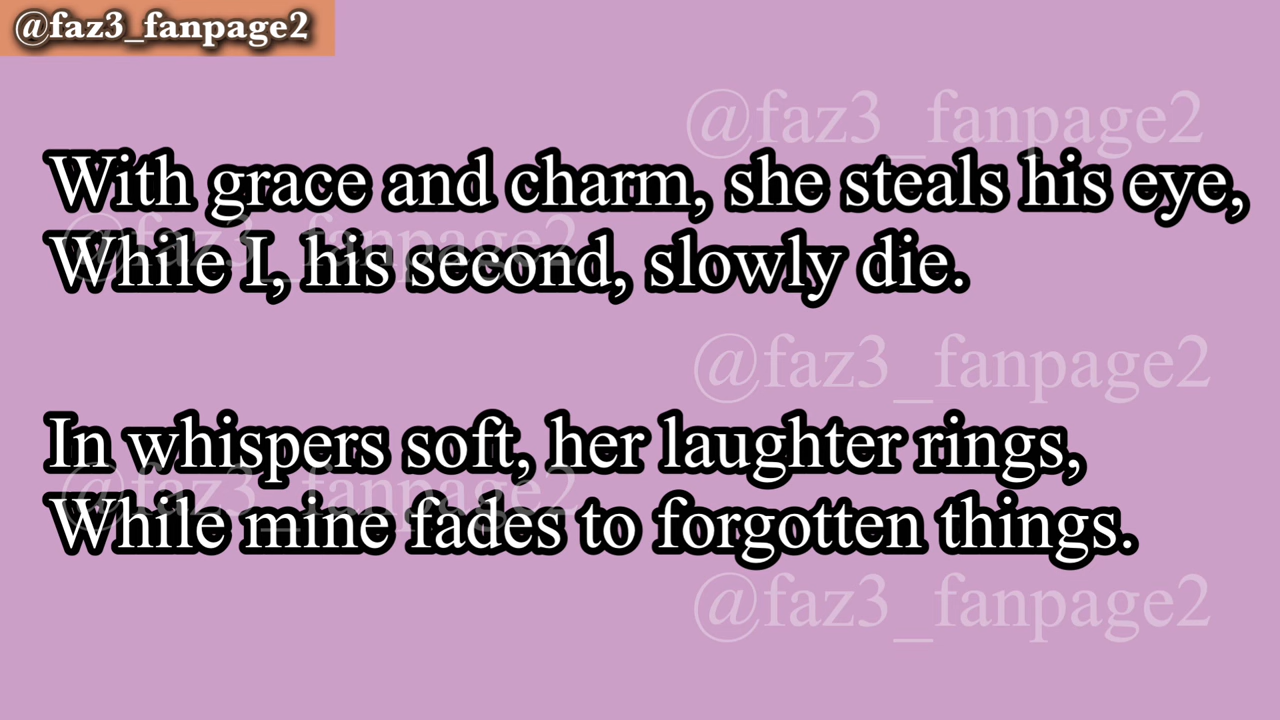 @faz3_fanpage2
@faz3_fanpage2
With grace and charm, she steals his eye,
@faz3_fanpage2
While I, his second, slowly die.
@faz3_fanpage2
In whispers soft, her laughter rings,
@faz3_fanpage2
While mine fades to forgotten things.
@faz3_fanpage2